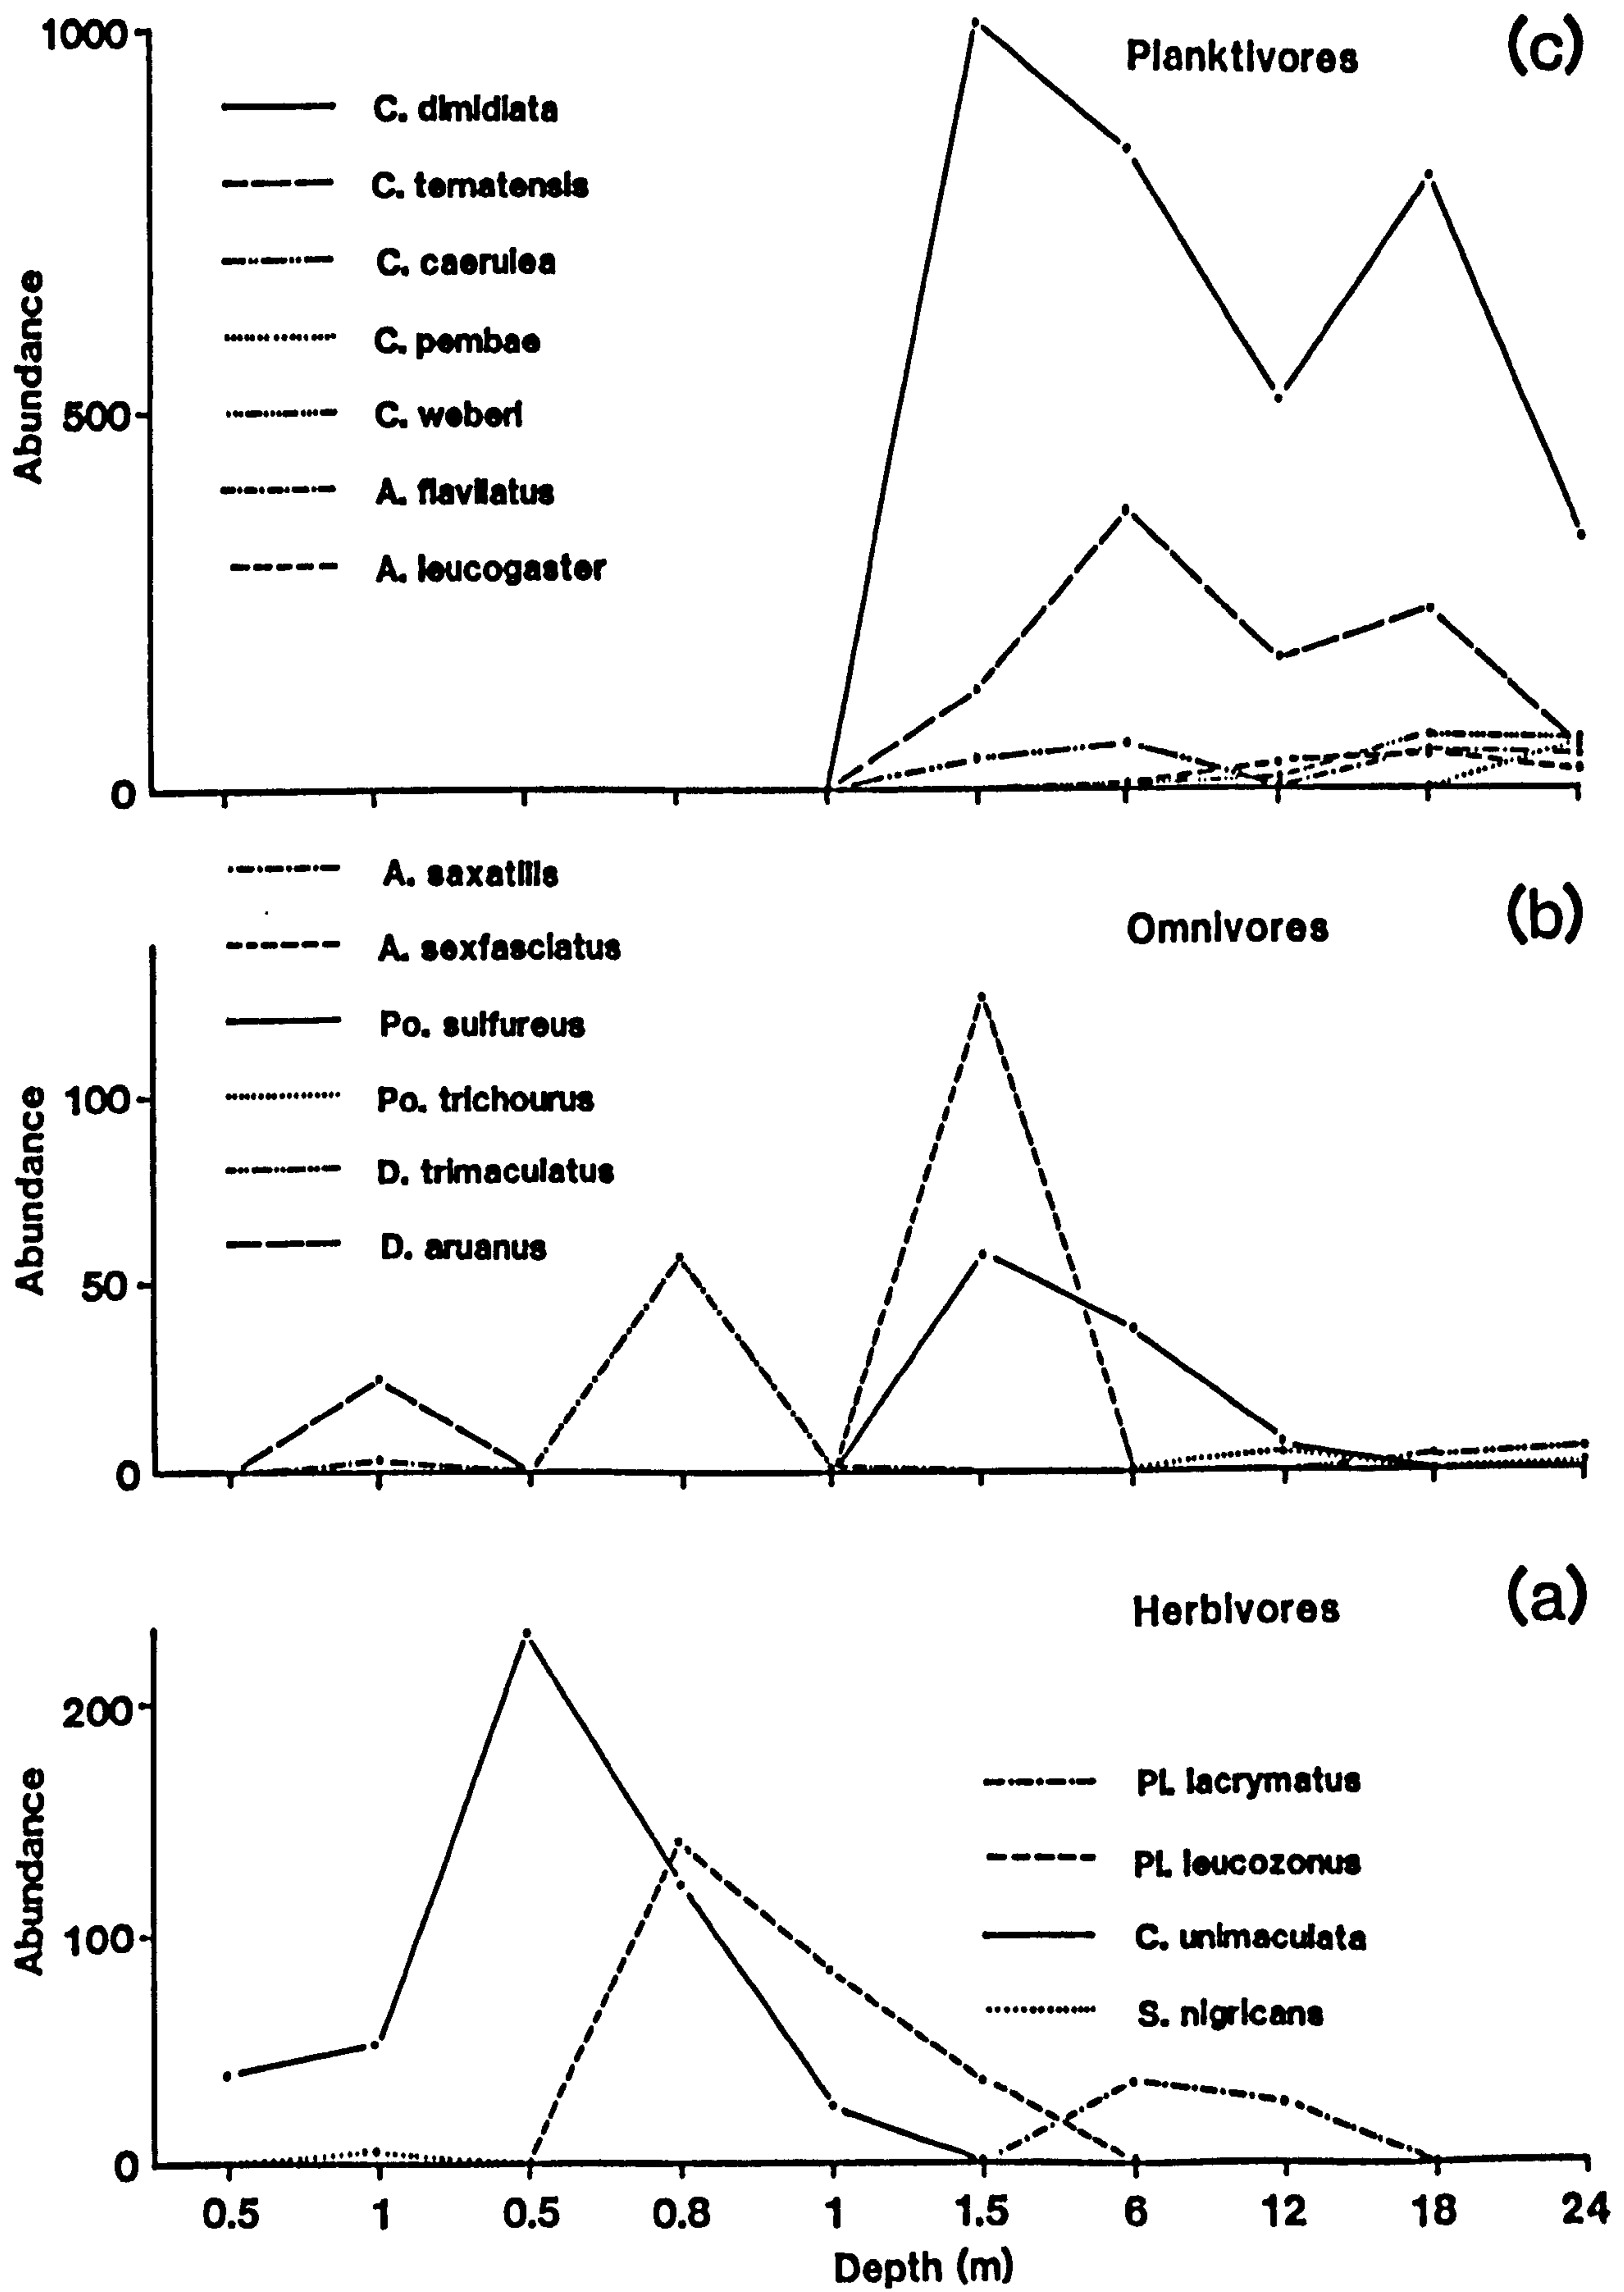 (c)
Planktivores
1000
500
0
Abundance
C. dimidiata
C. ternatensis
C. caerulea
C. pembae
C. weberi
A. flavilatus
A. leucogaster
(b)
Omnivores
100
50
0
Abundance
A. saxatilis
A. sexfasciatus
Po. sulfureus
Po. trichourus
D. trimaculatus
D. aruanus
(a)
Herbivores
200
100
0
Abundance
Pl. lacrymatus
Pl. leucozonus
C. unimaculata
S. nigricans
0.5 1 0.5 0.8 1 1.5 6 12 18 24
Depth (m)